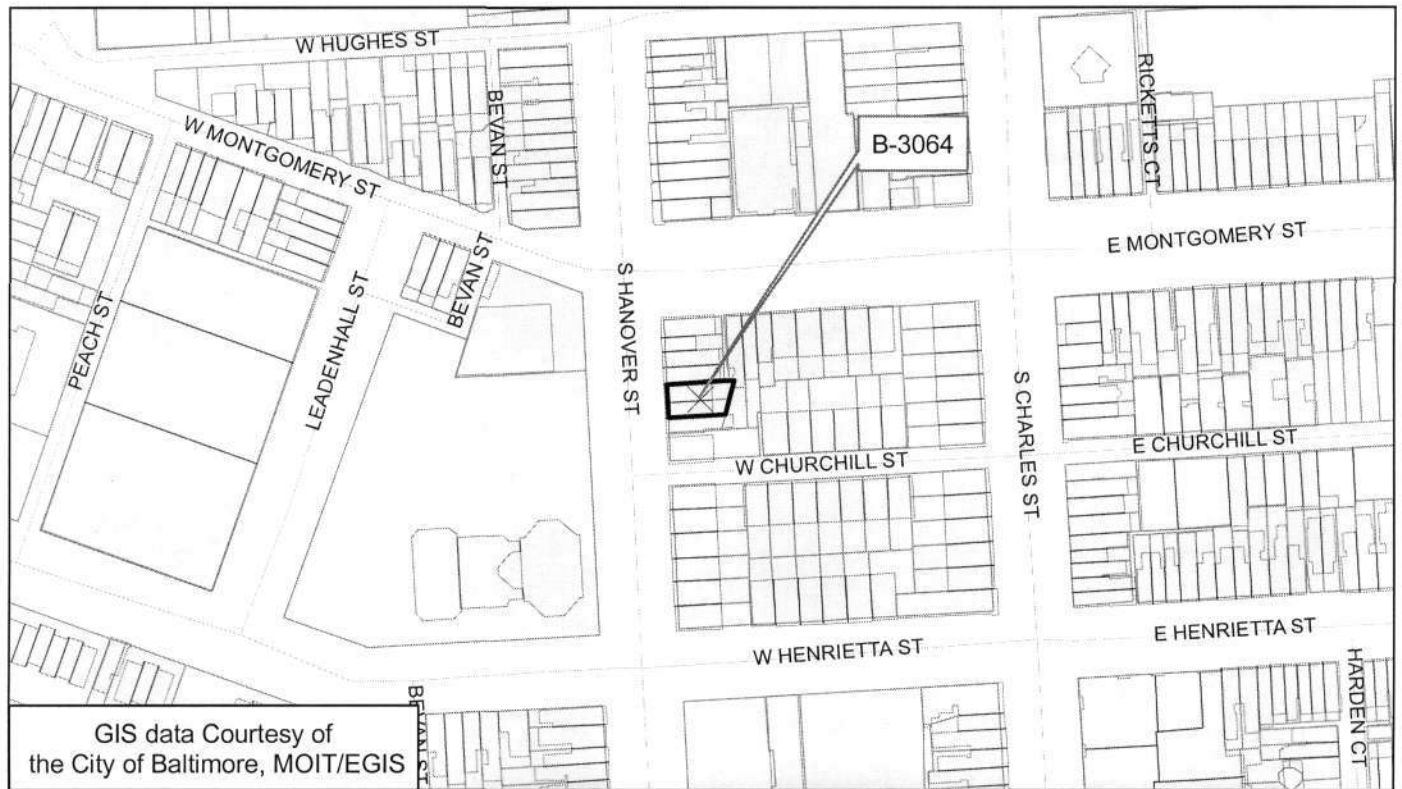 W HUGHES ST
BEVAN ST
RICKETTS CT
W MONTGOMERY ST
B-3064
E MONTGOMERY ST
BEVAN ST
PEACH ST
LEADENHALL ST
S HANOVER ST
S CHARLES ST
W CHURCHILL ST
E CHURCHILL ST
W HENRIETTA ST
E HENRIETTA ST
HARDEN CT
BEVAN ST
GIS data Courtesy of
the City of Baltimore, MOIT/EGIS